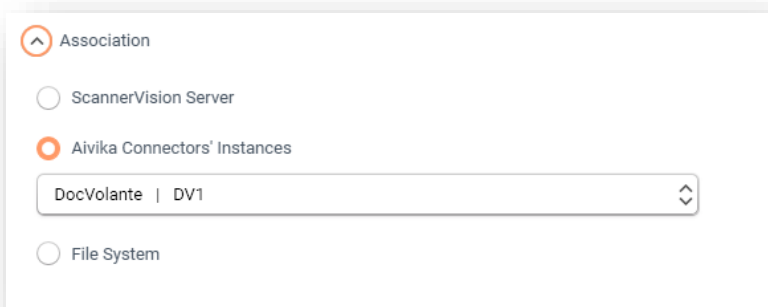 Association
ScannerVision Server
Aivika Connectors' Instances
DocVolante | DV1
File System